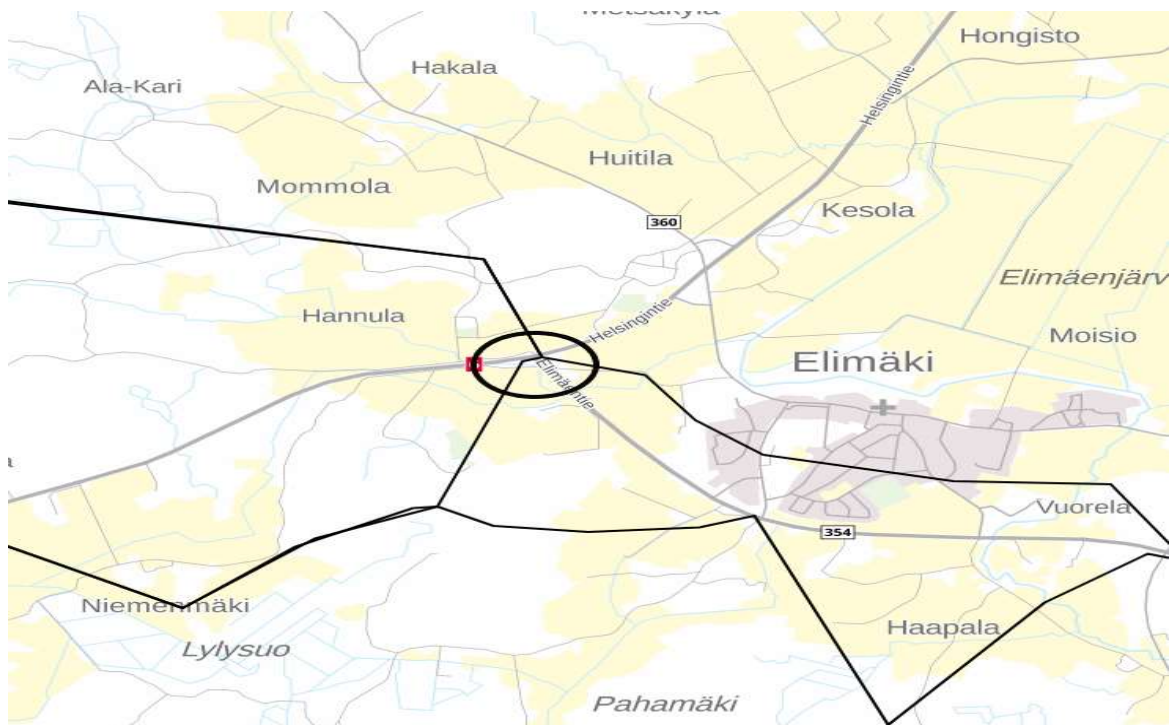 Hongisto
Hakala
Ala-Kari
Helsingintie
Huitila
Mommola
Kesola
360
Elimäenjärv
Hannula
Helsingintie
Moisio
Elimäki
Elimäentie
Vuorela
354
Niemenmäki
Haapala
Lylysuo
Pahamäki